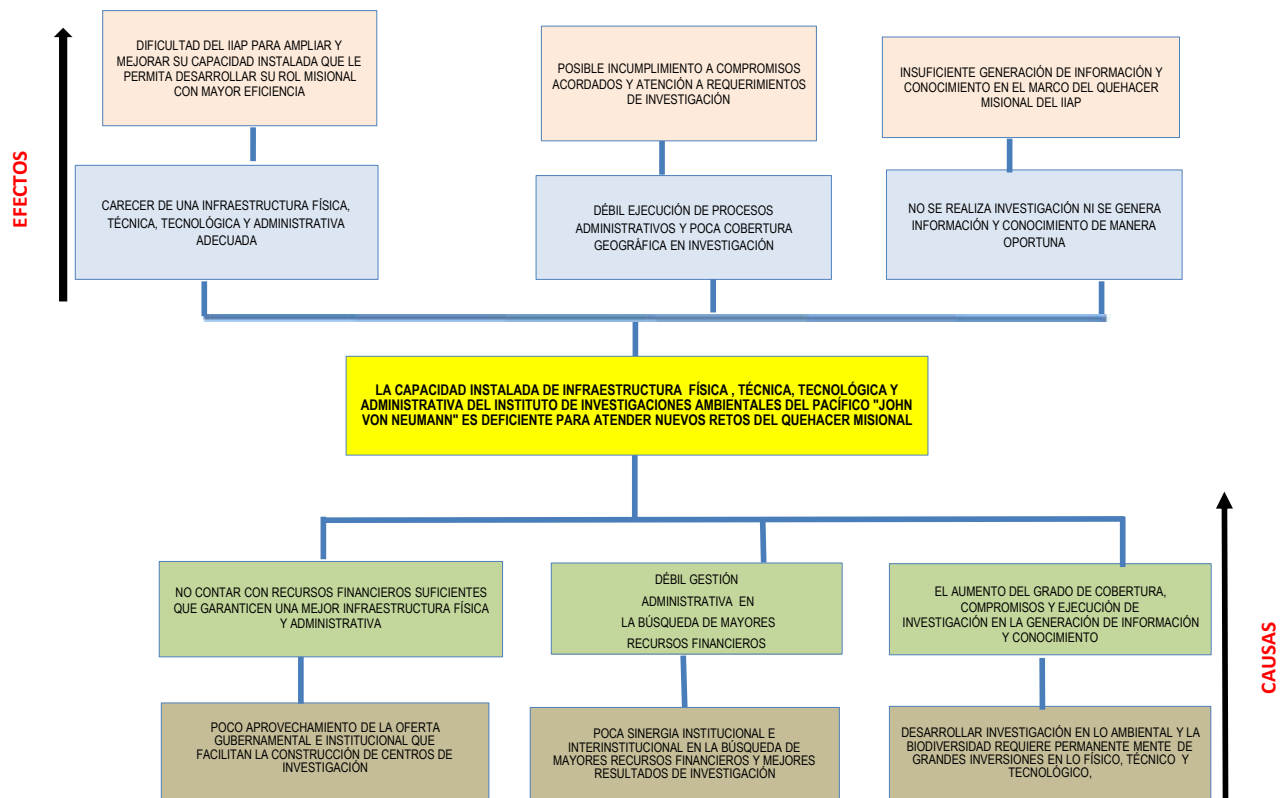 EFECTOS
DIFICULTAD DEL IIAP PARA AMPLIAR Y
MEJORAR SU CAPACIDAD INSTALADA QUE LE
PERMITA DESARROLLAR SU ROL MISIONAL
CON MAYOR EFICIENCIA
POSIBLE INCUMPLIMIENTO A COMPROMISOS
ACORDADOS Y ATENCIÓN A REQUERIMIENTOS
DE INVESTIGACIÓN
INSUFICIENTE GENERACIÓN DE INFORMACIÓN Y
CONOCIMIENTO EN EL MARCO DEL QUEHACER
MISIONAL DEL IIAP
CARECER DE UNA INFRAESTRUCTURA FÍSICA,
TÉCNICA, TECNOLÓGICA Y ADMINISTRATIVA
ADECUADA
DÉBIL EJECUCIÓN DE PROCESOS
ADMINISTRATIVOS Y POCA COBERTURA
GEOGRÁFICA EN INVESTIGACIÓN
NO SE REALIZA INVESTIGACIÓN NI SE GENERA
INFORMACIÓN Y CONOCIMIENTO DE MANERA
OPORTUNA
LA CAPACIDAD INSTALADA DE INFRAESTRUCTURA FÍSICA , TÉCNICA, TECNOLÓGICA Y
ADMINISTRATIVA DEL INSTITUTO DE INVESTIGACIONES AMBIENTALES DEL PACÍFICO "JOHN
VON NEUMANN" ES DEFICIENTE PARA ATENDER NUEVOS RETOS DEL QUEHACER MISIONAL
NO CONTAR CON RECURSOS FINANCIEROS SUFICIENTES
QUE GARANTICEN UNA MEJOR INFRAESTRUCTURA FÍSICA
Y ADMINISTRATIVA
DÉBIL GESTIÓN
ADMINISTRATIVA EN
LA BÚSQUEDA DE MAYORES
RECURSOS FINANCIEROS
EL AUMENTO DEL GRADO DE COBERTURA,
COMPROMISOS Y EJECUCIÓN DE
INVESTIGACIÓN EN LA GENERACIÓN DE INFORMACIÓN
Y CONOCIMIENTO
CAUSAS
POCO APROVECHAMIENTO DE LA OFERTA
GUBERNAMENTAL E INSTITUCIONAL QUE
FACILITAN LA CONSTRUCCIÓN DE CENTROS DE
INVESTIGACIÓN
POCA SINERGIA INSTITUCIONAL E
INTERINSTITUCIONAL EN LA BÚSQUEDA DE
MAYORES RECURSOS FINANCIEROS Y MEJORES
RESULTADOS DE INVESTIGACIÓN
DESARROLLAR INVESTIGACIÓN EN LO AMBIENTAL Y LA
BIODIVERSIDAD REQUIERE PERMANENTE MENTE DE
GRANDES INVERSIONES EN LO FÍSICO, TÉCNICO Y
TECNOLÓGICO,